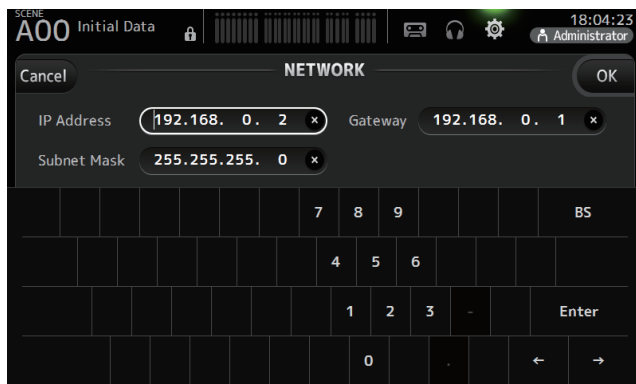 SCENE
A00 Initial Data
18:04:23
Administrator
Cancel
NETWORK
OK
IP Address 192.168. 0. 2 ×
Gateway 192.168. 0. 1 ×
Subnet Mask 255.255.255. 0 ×
7 8 9 BS
4 5 6
1 2 3 - Enter
0 . ← →